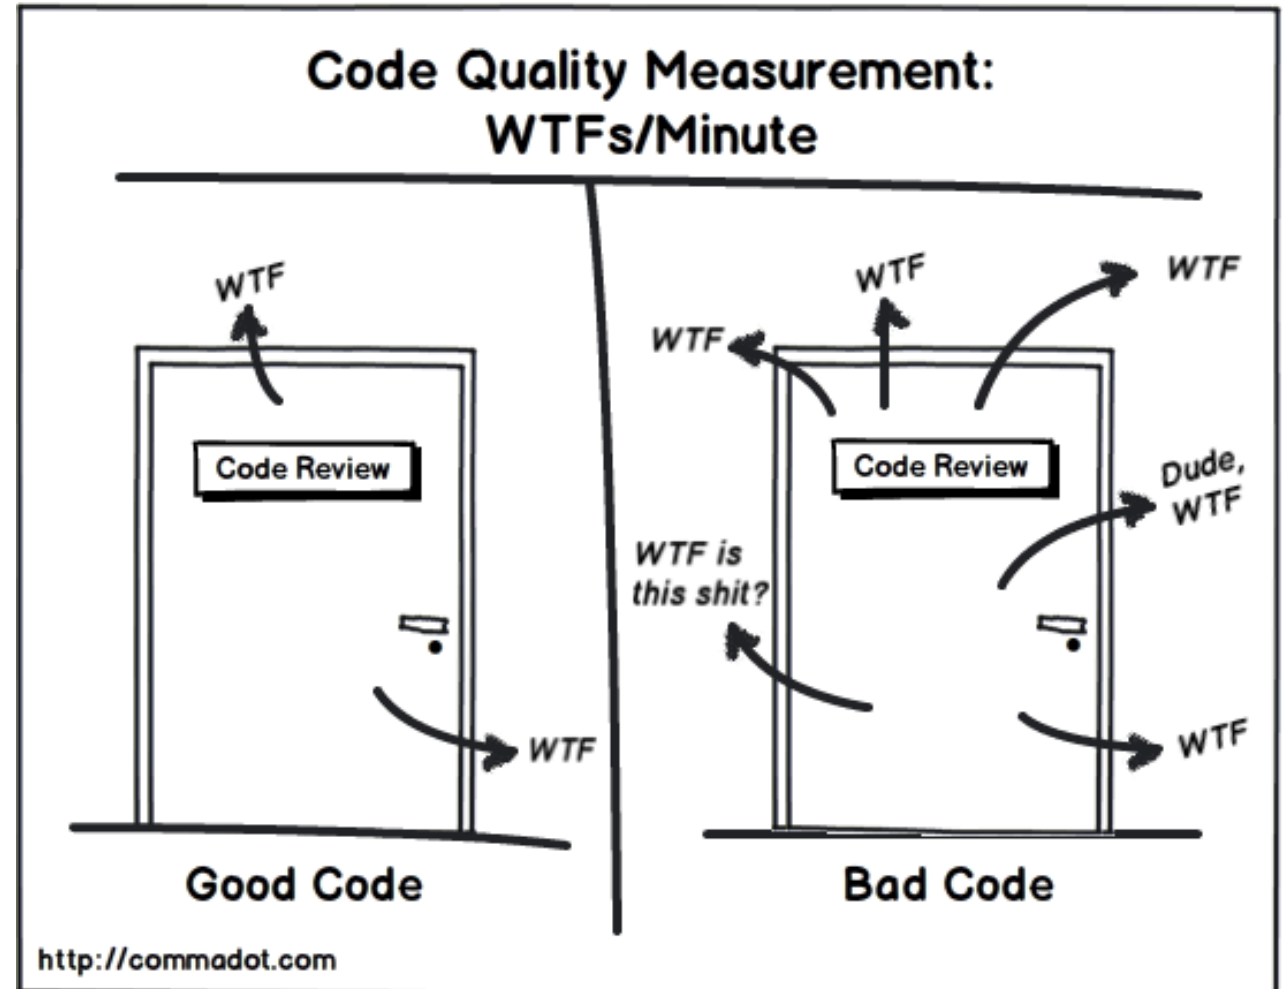 Code Quality Measurement:
WTFs/Minute
WTF
Code Review
WTF
Good Code
WTF
WTF
WTF
Code Review
Dude,
WTF
WTF is
this shit?
WTF
Bad Code
http://commadot.com